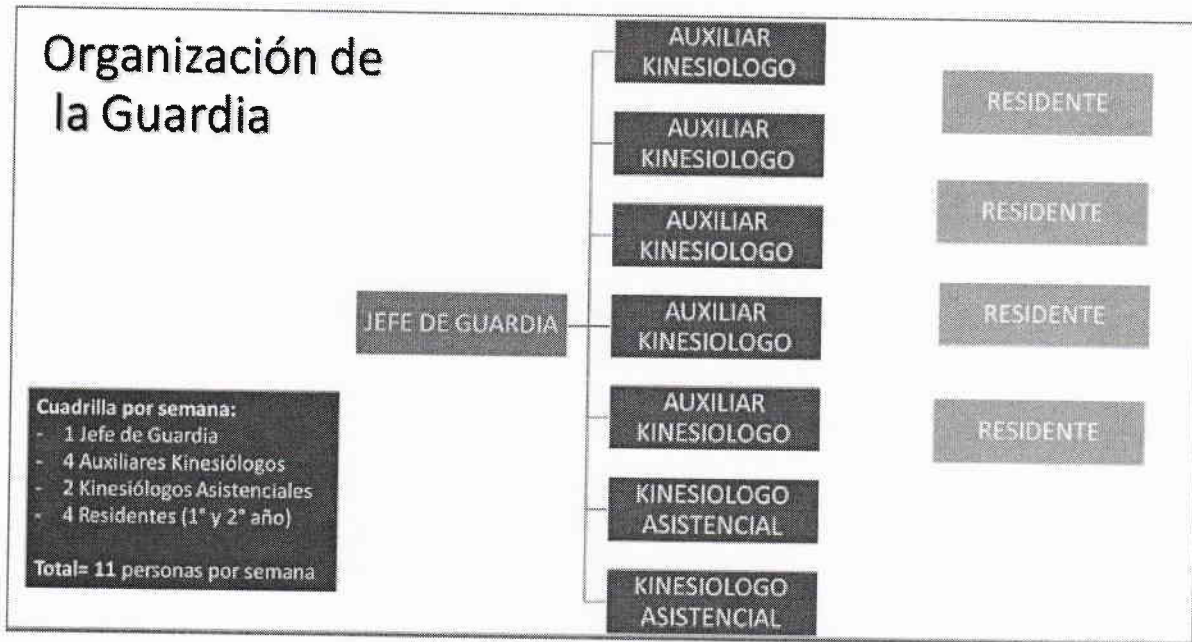 Organización de
la Guardia
JEFE DE GUARDIA
AUXILIAR
KINESIOLOGO
AUXILIAR
KINESIOLOGO
AUXILIAR
KINESIOLOGO
AUXILIAR
KINESIOLOGO
AUXILIAR
KINESIOLOGO
KINESIOLOGO
ASISTENCIAL
KINESIOLOGO
ASISTENCIAL
RESIDENTE
RESIDENTE
RESIDENTE
RESIDENTE
Cuadrilla por semana:
- 1 Jefe de Guardia
- 4 Auxiliares Kinesiólogos
- 2 Kinesiólogos Asistenciales
- 4 Residentes (1° y 2° año)
Total= 11 personas por semana